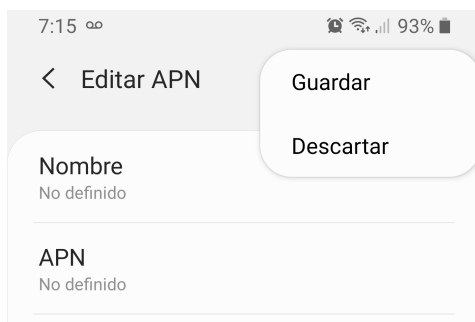 7:15 93%
Editar APN
Guardar
Descartar
Nombre
No definido
APN
No definido